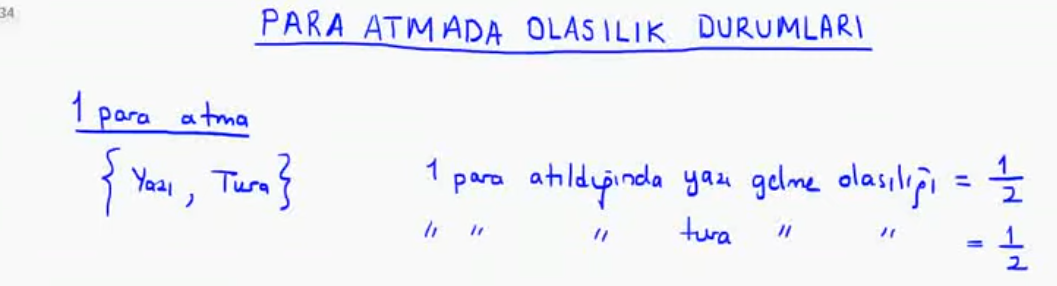 34
PARA ATMADA OLASILIK DURUMLARI
1 para atma
{ Yazı, Tura }
1 para atıldığında yazı gelme olasılığı = 1/2
" " " tura " " = 1/2